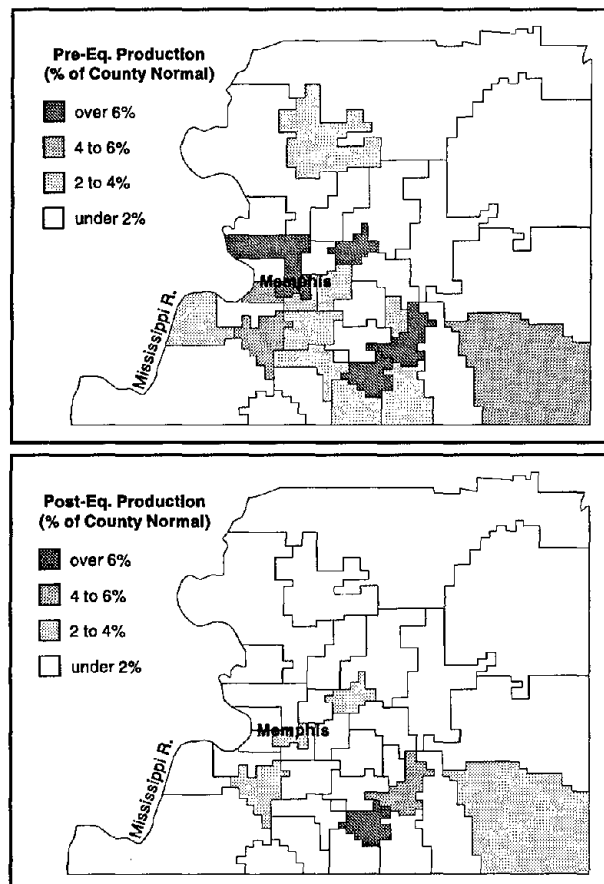 Pre-Eq. Production
(% of County Normal)
over 6%
4 to 6%
2 to 4%
under 2%
Memphis
Mississippi R.
Post-Eq. Production
(% of County Normal)
over 6%
4 to 6%
2 to 4%
under 2%
Memphis
Mississippi R.